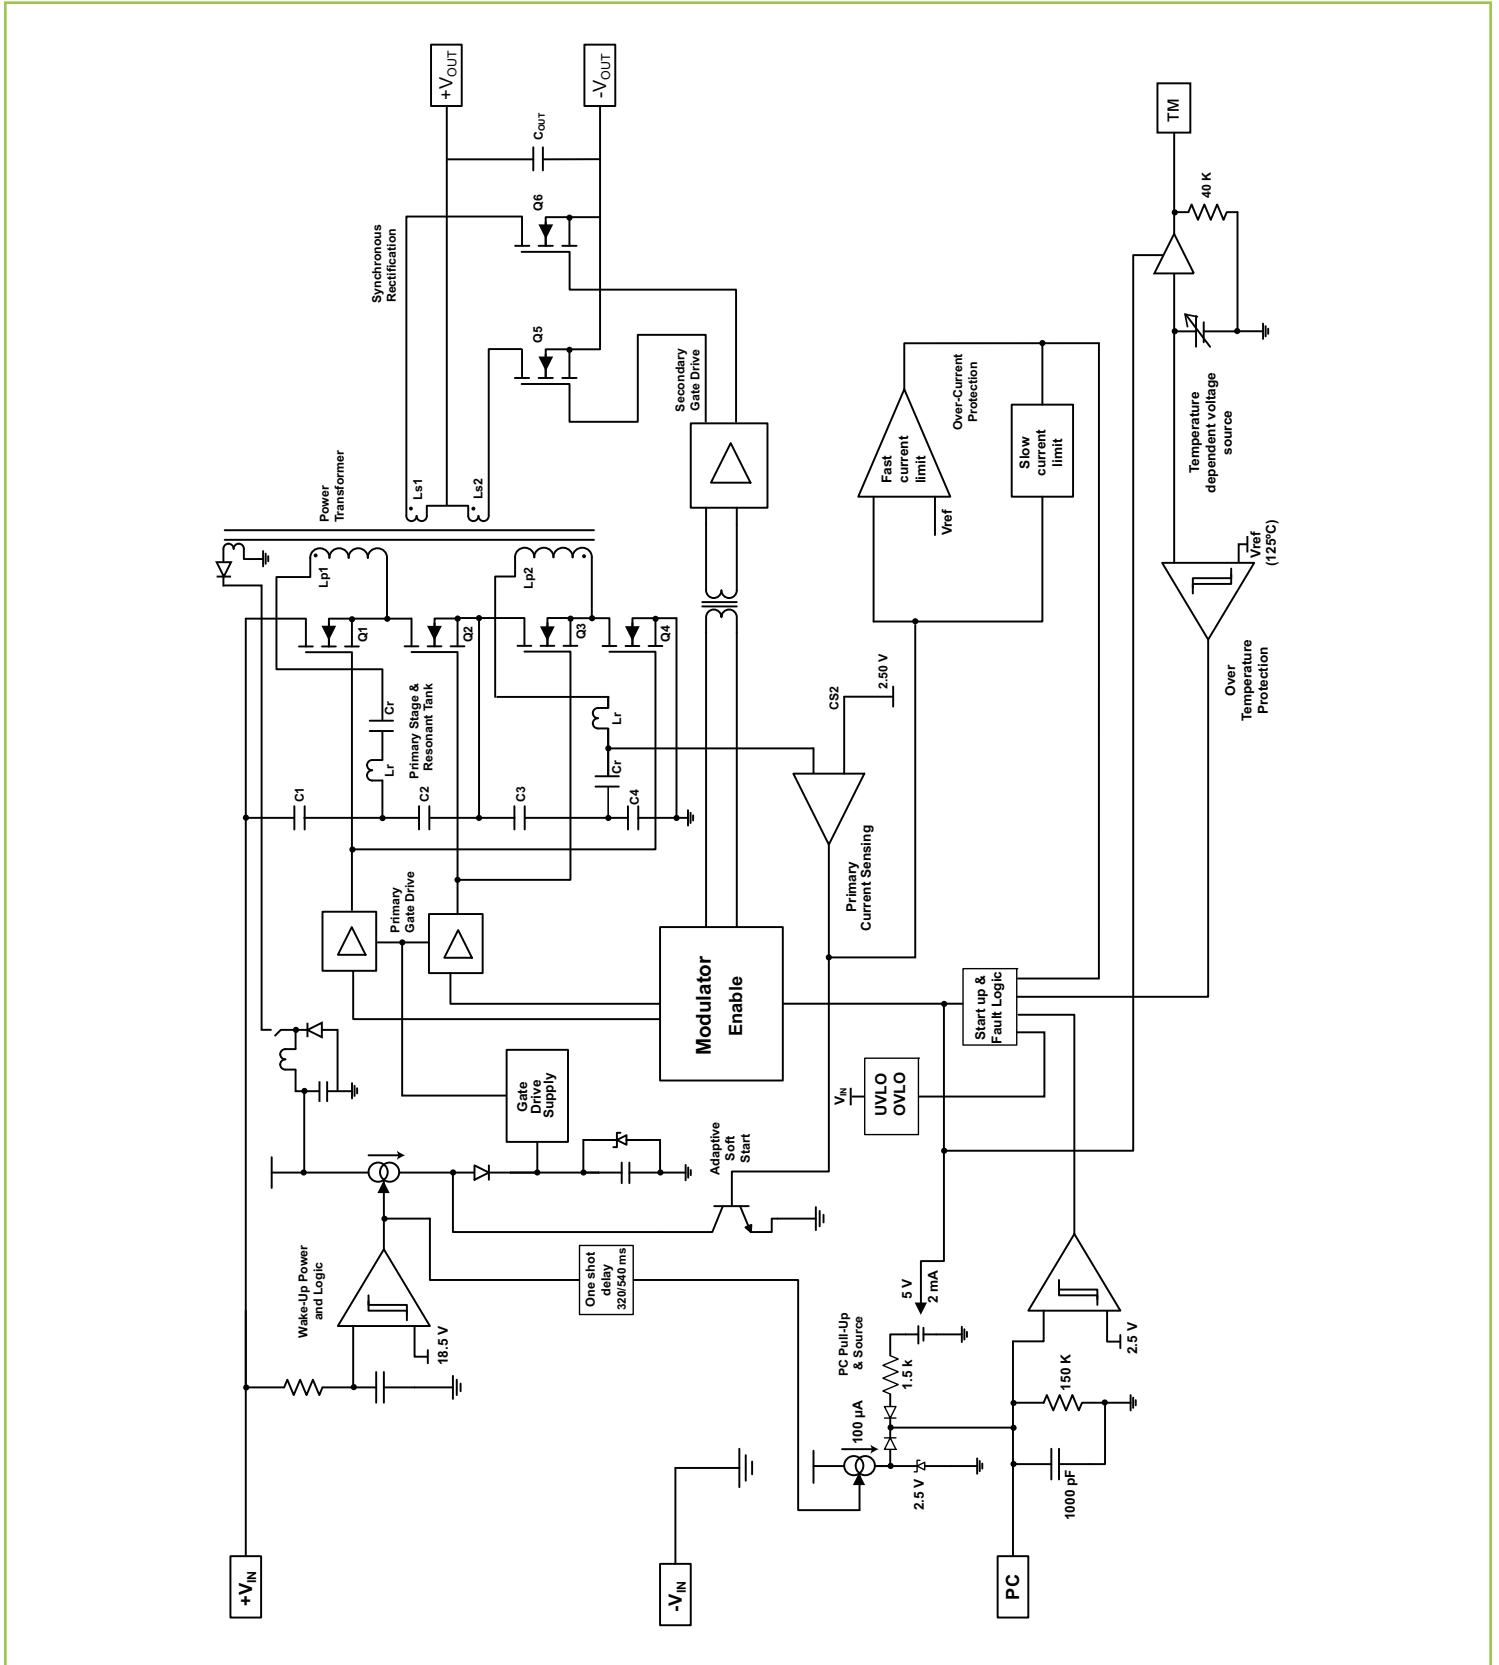 +VOUT
-VOUT
COUT
Q6
Synchronous
Rectification
Q5
TM
40 K
Secondary
Gate Drive
Over-Current
Protection
Fast
current
limit
Vref
Slow
current
limit
Temperature
dependent voltage
source
Power
Transformer
Ls1
Ls2
Lp1
Lp2
Vref
(125°C)
Q1
Q2
Q3
Q4
Over
Temperature
Protection
CS2
2.50 V
Cr
Lr
Primary Stage &
Resonant Tank
Lr
Cr
C1
C2
C3
C4
Primary
Current Sensing
Primary
Gate Drive
Modulator
Enable
Start up &
Fault Logic
VIN
UVLO
OVLO
Gate
Drive
Supply
Adaptive
Soft
Start
Wake-Up Power
and Logic
18.5 V
One shot
delay
320/540 ms
5 V
2 mA
PC Pull-Up
& Source
1.5 k
100 µA
2.5 V
2.5 V
150 K
1000 pF
+VIN
-VIN
PC